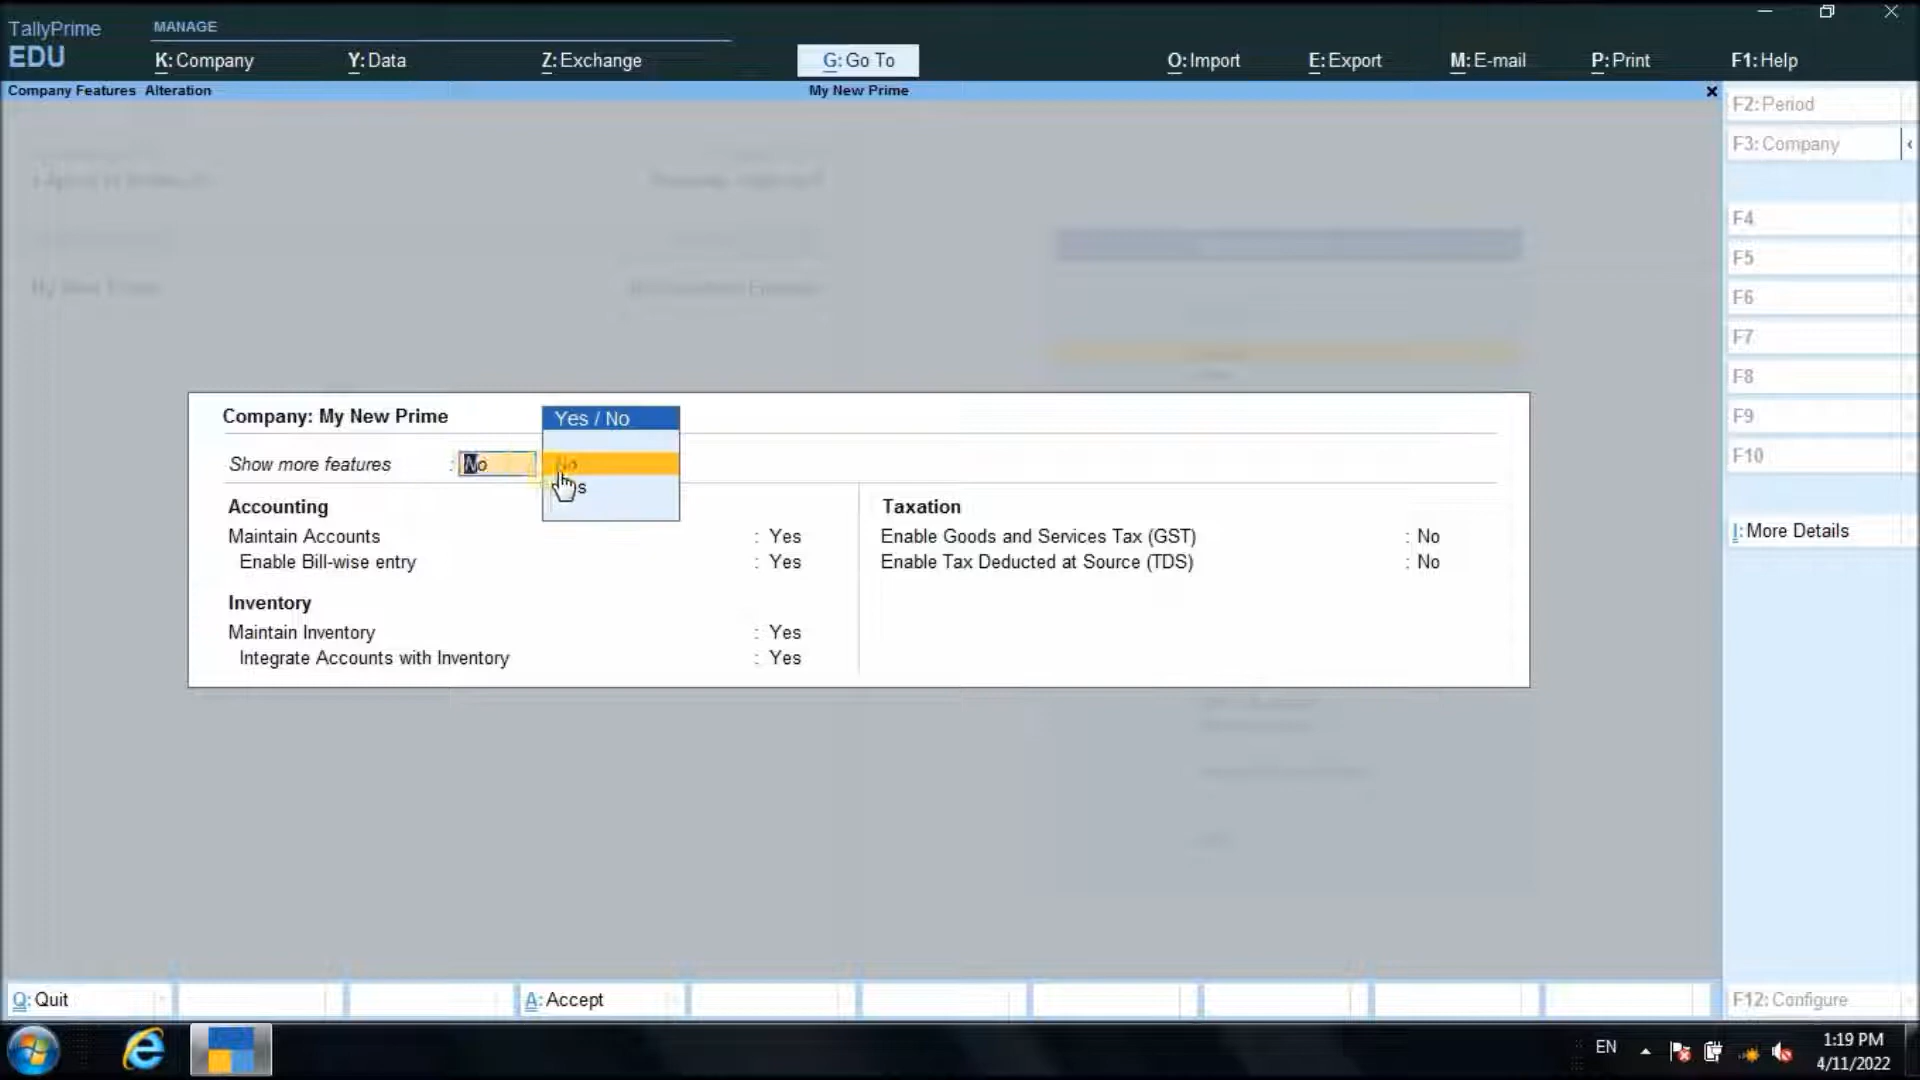 TallyPrime
EDU
MANAGE
K: Company
Y: Data
Z: Exchange
G: Go To
O: Import
E: Export
M: E-mail
P: Print
F1: Help
Company Features Alteration
My New Prime
F2: Period
F3: Company
F4
F5
F6
F7
F8
F9
F10
I: More Details
F12: Configure
Company: My New Prime
Yes / No
Show more features : No
No
Accounting
Maintain Accounts : Yes
Enable Bill-wise entry : Yes
Inventory
Maintain Inventory : Yes
Integrate Accounts with Inventory : Yes
Taxation
Enable Goods and Services Tax (GST) : No
Enable Tax Deducted at Source (TDS) : No
Q: Quit
A: Accept
EN
1:19 PM
4/11/2022